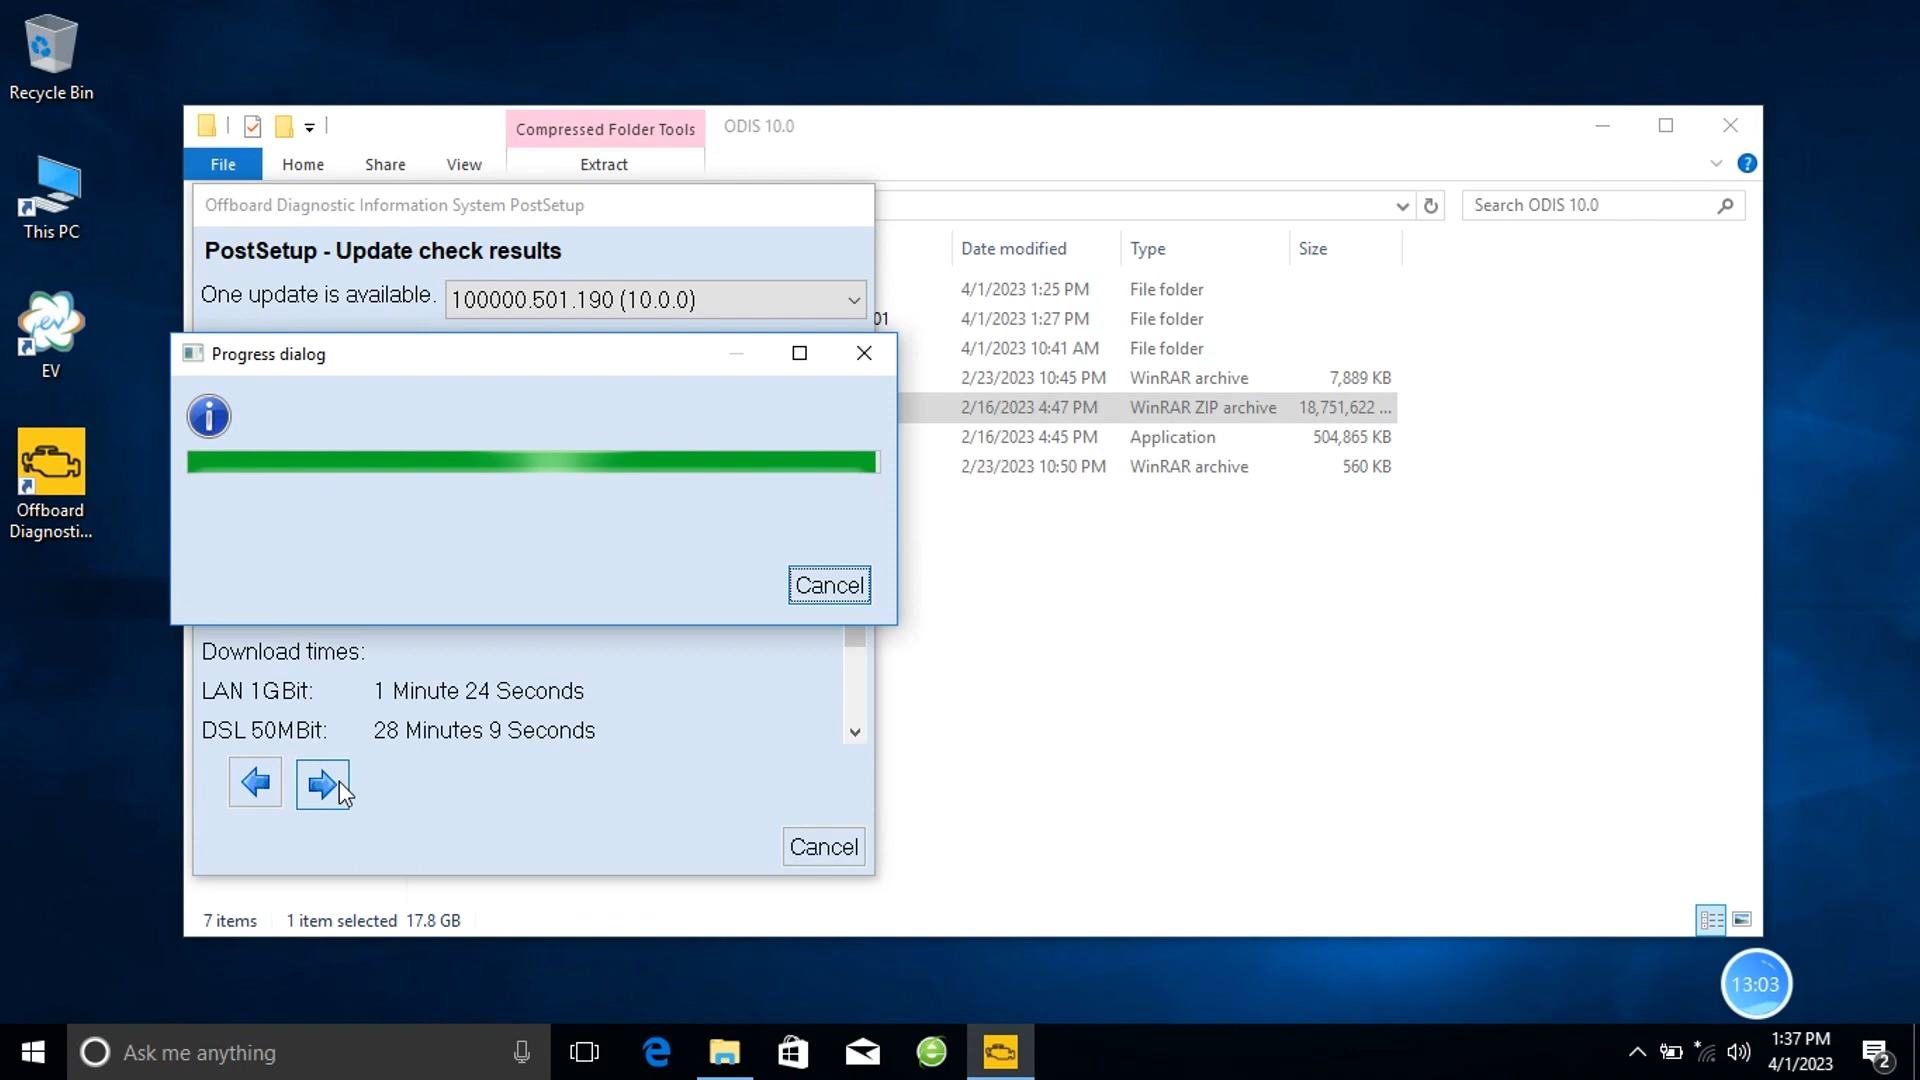 Recycle Bin
This PC
EV
Offboard
Diagnosti...
Compressed Folder Tools
ODIS 10.0
File
Home
Share
View
Extract
Search ODIS 10.0
Offboard Diagnostic Information System PostSetup
PostSetup - Update check results
One update is available.
100000.501.190 (10.0.0)
01
Progress dialog
Cancel
Download times:
LAN 1GBit: 1 Minute 24 Seconds
DSL 50MBit: 28 Minutes 9 Seconds
Cancel
Date modified Type Size
4/1/2023 1:25 PM File folder
4/1/2023 1:27 PM File folder
4/1/2023 10:41 AM File folder
2/23/2023 10:45 PM WinRAR archive 7,889 KB
2/16/2023 4:47 PM WinRAR ZIP archive 18,751,622 ...
2/16/2023 4:45 PM Application 504,865 KB
2/23/2023 10:50 PM WinRAR archive 560 KB
7 items 1 item selected 17.8 GB
13:03
Ask me anything
1:37 PM
4/1/2023
2